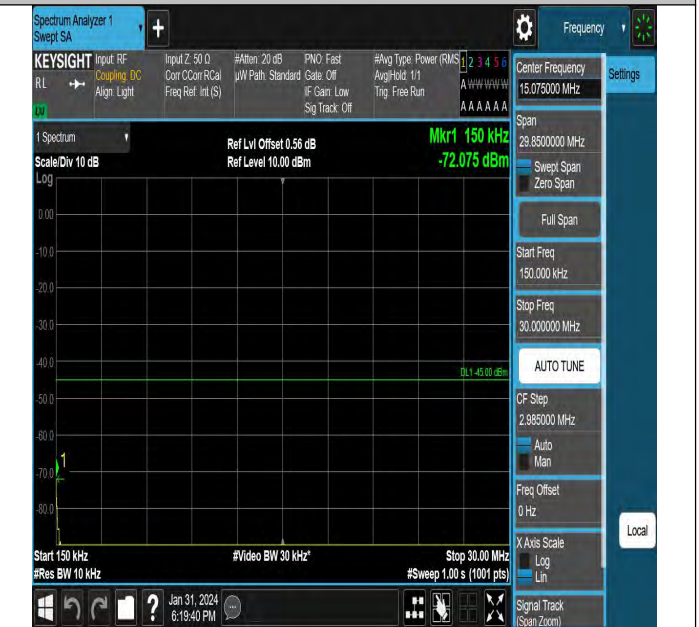 Spectrum Analyzer 1
Swept SA
+
Frequency
KEYSIGHT
RL
Input: RF
Coupling: DC
Align: Light
Input Z: 50 Ω
Corr CCorr RCal
Freq Ref: Int (S)
#Atten: 20 dB
µW Path: Standard
PNO: Fast
Gate: Off
IF Gain: Low
Sig Track: Off
#Avg Type: Power (RMS
Avg|Hold: 1/1
Trig: Free Run
1 2 3 4 5 6
A W W W W W
A A A A A A
1 Spectrum
Scale/Div 10 dB
Log
Ref Lvl Offset 0.56 dB
Ref Level 10.00 dBm
Mkr1 150 kHz
-72.075 dBm
0.00
-10.0
-20.0
-30.0
-40.0
DL1 -45.00 dBm
-50.0
-60.0
1
-70.0
-80.0
Start 150 kHz
#Res BW 10 kHz
#Video BW 30 kHz*
Stop 30.00 MHz
#Sweep 1.00 s (1001 pts)
?
Jan 31, 2024
6:19:40 PM
Center Frequency
15.075000 MHz
Settings
Span
29.8500000 MHz
Swept Span
Zero Span
Full Span
Start Freq
150.000 kHz
Stop Freq
30.000000 MHz
AUTO TUNE
CF Step
2.985000 MHz
Auto
Man
Freq Offset
0 Hz
X Axis Scale
Log
Lin
Local
Signal Track
(Span Zoom)